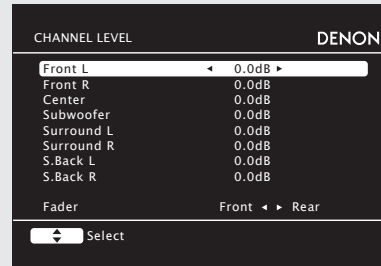 CHANNEL LEVEL DENON
Front L ◄ 0.0dB ►
Front R 0.0dB
Center 0.0dB
Subwoofer 0.0dB
Surround L 0.0dB
Surround R 0.0dB
S.Back L 0.0dB
S.Back R 0.0dB
Fader Front ◄ ► Rear
Select